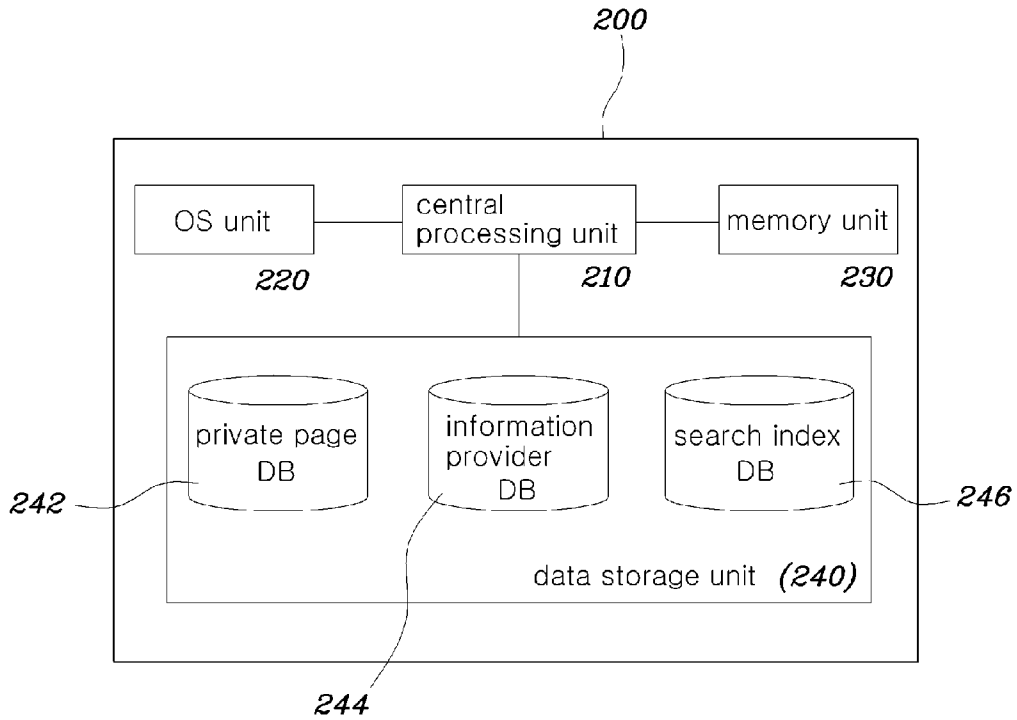 200
OS unit
220
central
processing unit
210
memory unit
230
private page
DB
242
information
provider
DB
244
search index
DB
246
data storage unit (240)